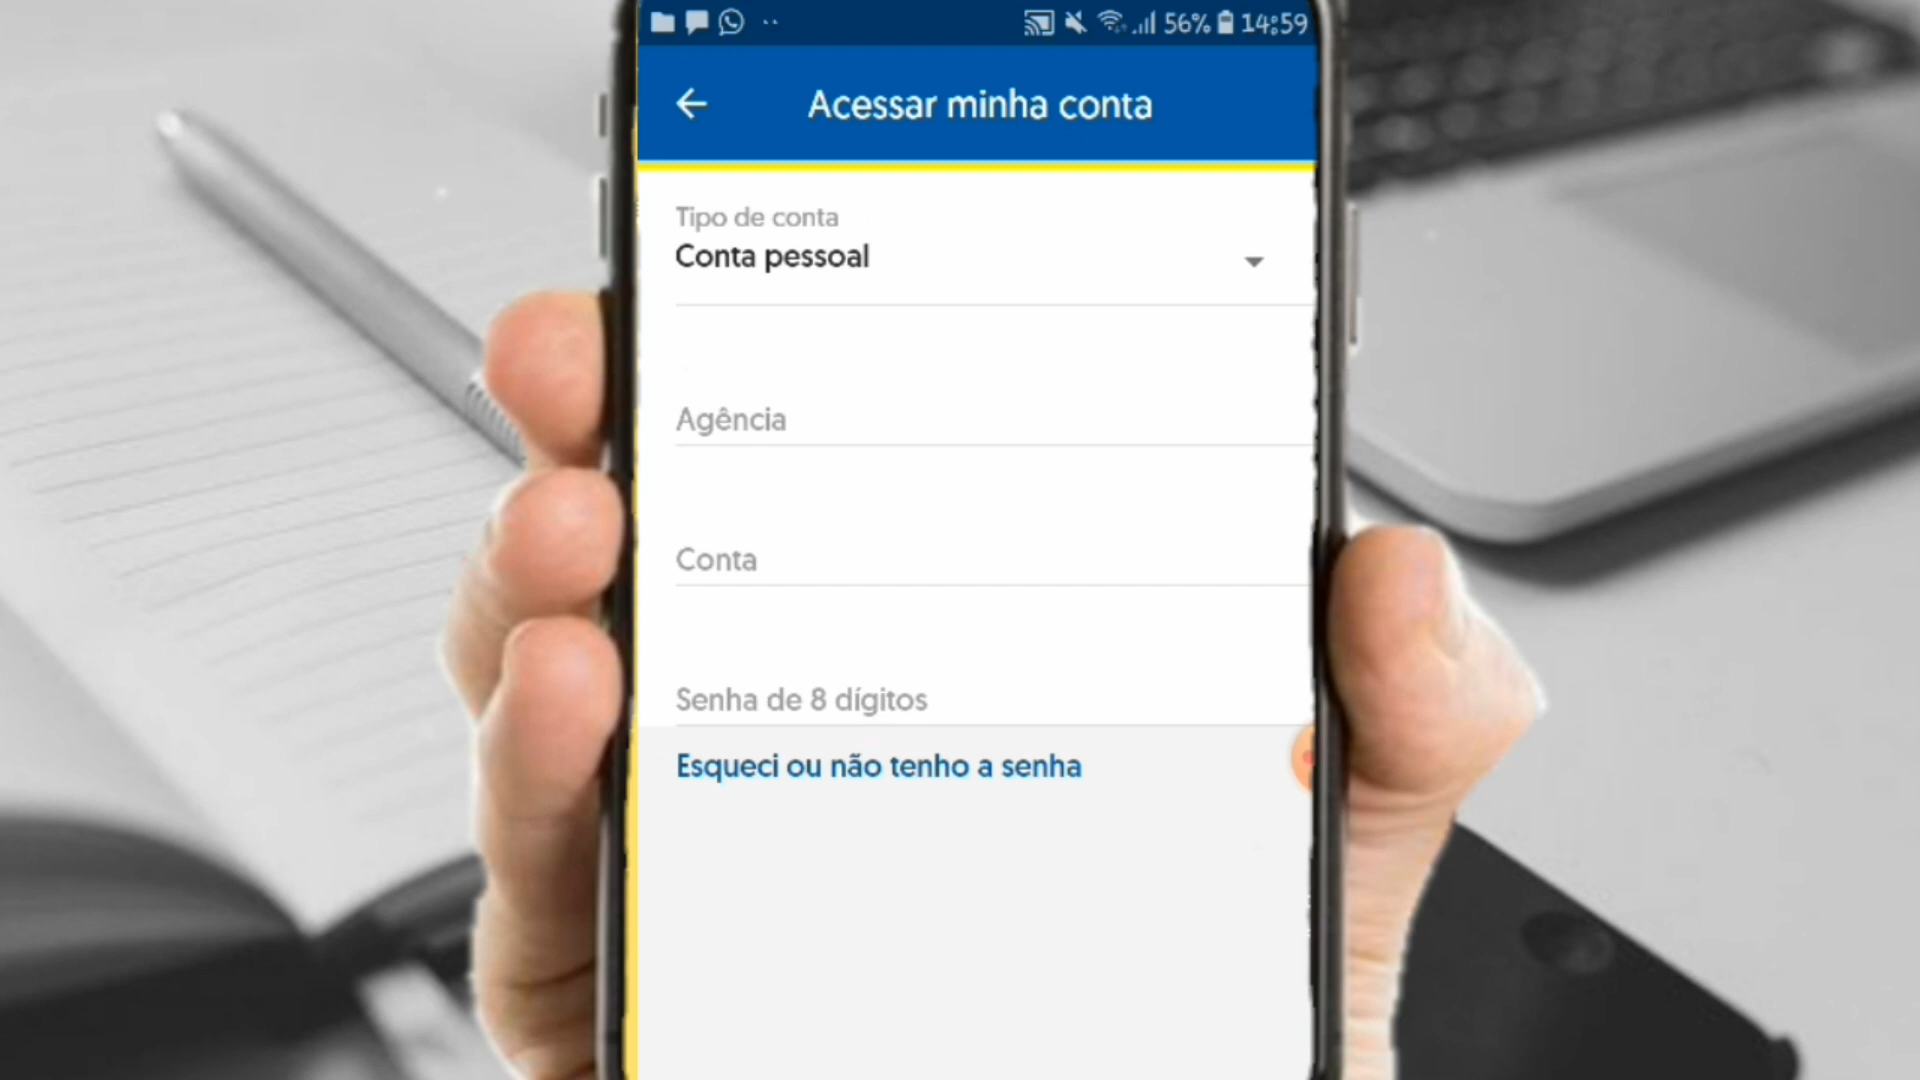 56% 14:59
Acessar minha conta
Tipo de conta
Conta pessoal
Agência
Conta
Senha de 8 dígitos
Esqueci ou não tenho a senha